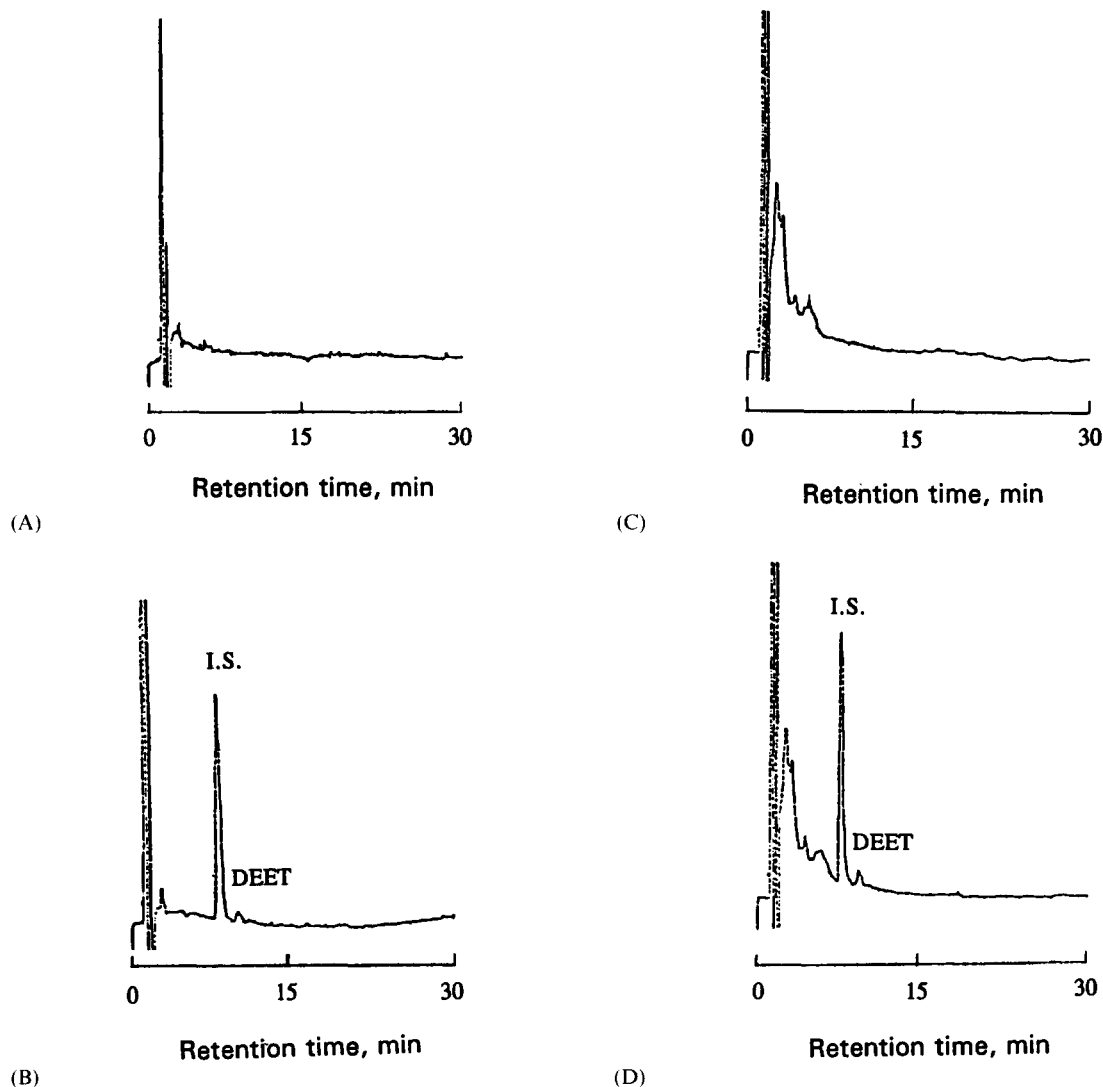 0 15 30
Retention time, min
(A)
0 15 30
Retention time, min
(C)
I.S.
DEET
0 15 30
Retention time, min
(B)
I.S.
DEET
0 15 30
Retention time, min
(D)